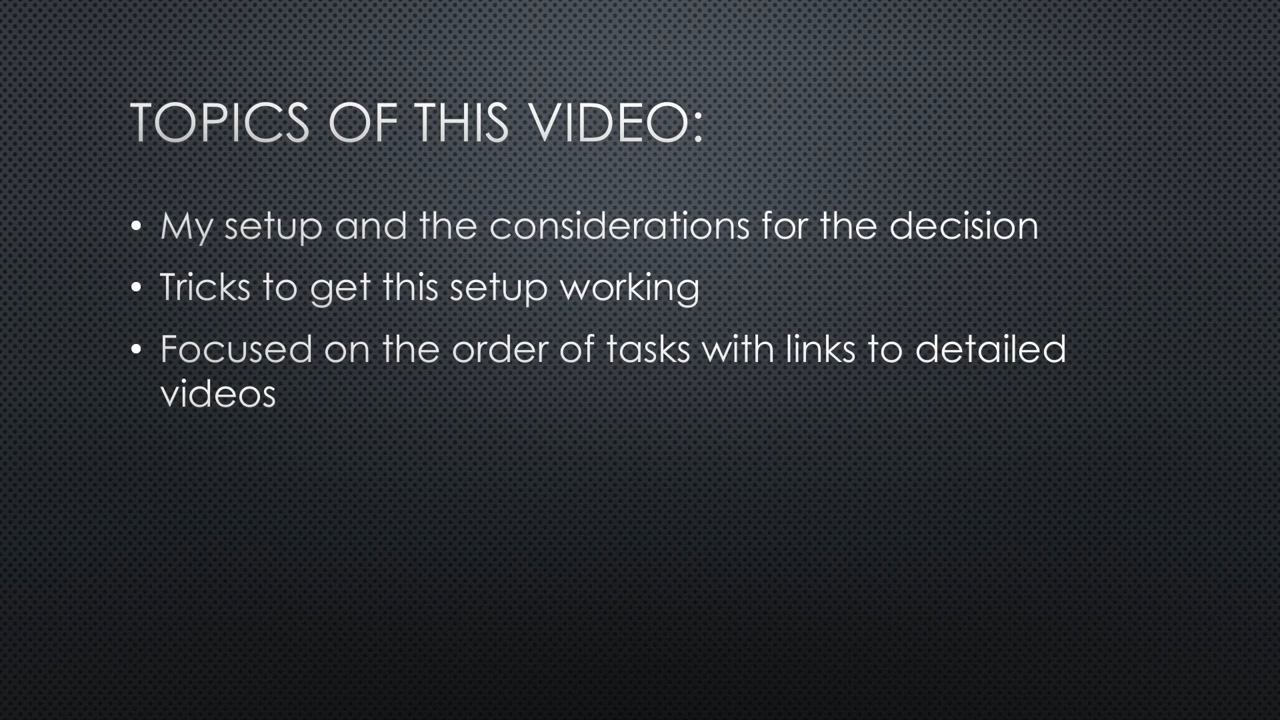 TOPICS OF THIS VIDEO:
• My setup and the considerations for the decision
• Tricks to get this setup working
• Focused on the order of tasks with links to detailed
videos